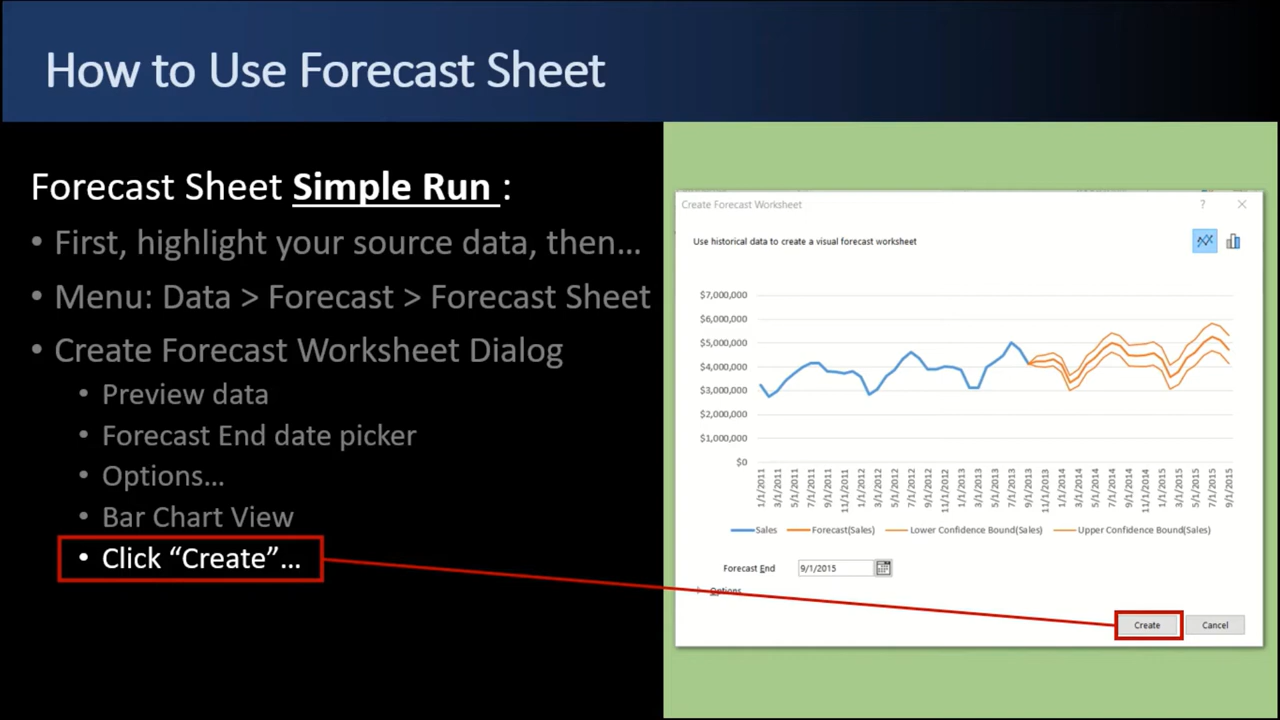 How to Use Forecast Sheet
Forecast Sheet Simple Run :
• First, highlight your source data, then…
• Menu: Data > Forecast > Forecast Sheet
• Create Forecast Worksheet Dialog
• Preview data
• Forecast End date picker
• Options…
• Bar Chart View
• Click “Create”…
Create Forecast Worksheet
?
Use historical data to create a visual forecast worksheet
$7,000,000
$6,000,000
$5,000,000
$4,000,000
$3,000,000
$2,000,000
$1,000,000
$0
1/1/2011 3/1/2011 5/1/2011 7/1/2011 9/1/2011 11/1/2011 1/1/2012 3/1/2012 5/1/2012 7/1/2012 9/1/2012 11/1/2012 1/1/2013 3/1/2013 5/1/2013 7/1/2013 9/1/2013 11/1/2013 1/1/2014 3/1/2014 5/1/2014 7/1/2014 9/1/2014 11/1/2014 1/1/2015 3/1/2015 5/1/2015 7/1/2015 9/1/2015
Sales Forecast(Sales) Lower Confidence Bound(Sales) Upper Confidence Bound(Sales)
Forecast End 9/1/2015
Options
Create Cancel